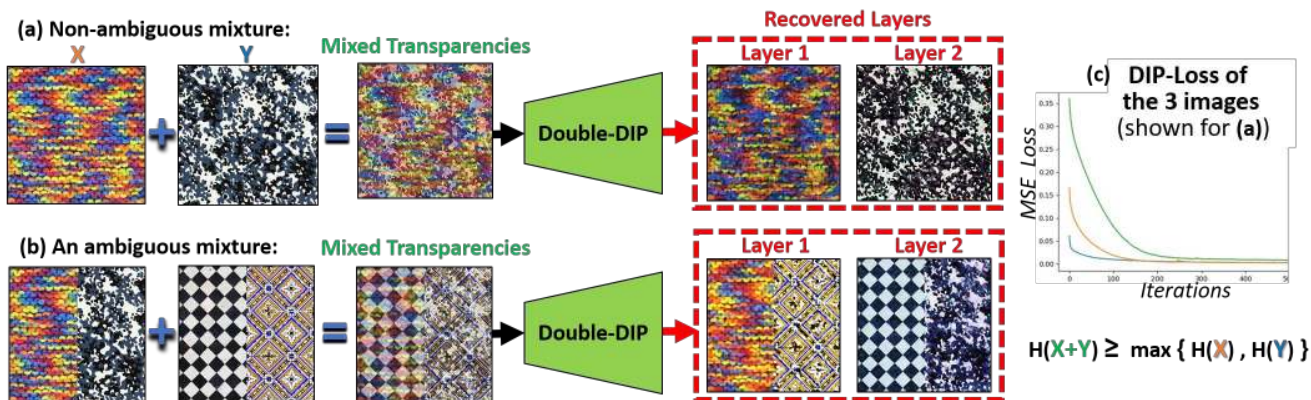 (a) Non-ambiguous mixture:
X
Y
+
=
Mixed Transparencies
Double-DIP
Recovered Layers
Layer 1
Layer 2
(b) An ambiguous mixture:
+
=
Mixed Transparencies
Double-DIP
Layer 1
Layer 2
(c) DIP-Loss of
the 3 images
(shown for (a))
MSE Loss
0.35
0.30
0.25
0.20
0.15
0.10
0.05
0.00
0
100
200
300
400
Iterations
H(X+Y) ≥ max { H(X) , H(Y) }